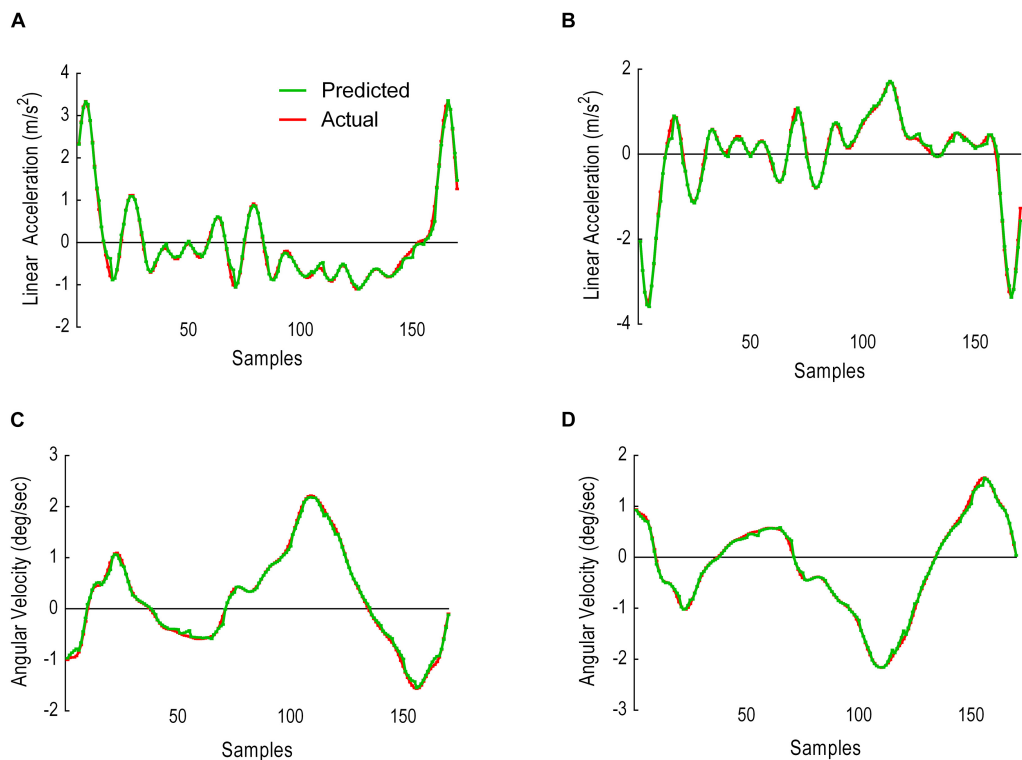 A
Linear Acceleration (m/s²)
4
3
2
1
0
-1
-2
50
100
150
Samples
Predicted
Actual
B
Linear Acceleration (m/s²)
2
0
-2
-4
50
100
150
Samples
C
Angular Velocity (deg/sec)
3
2
1
0
-1
-2
50
100
150
Samples
D
Angular Velocity (deg/sec)
2
1
0
-1
-2
-3
50
100
150
Samples